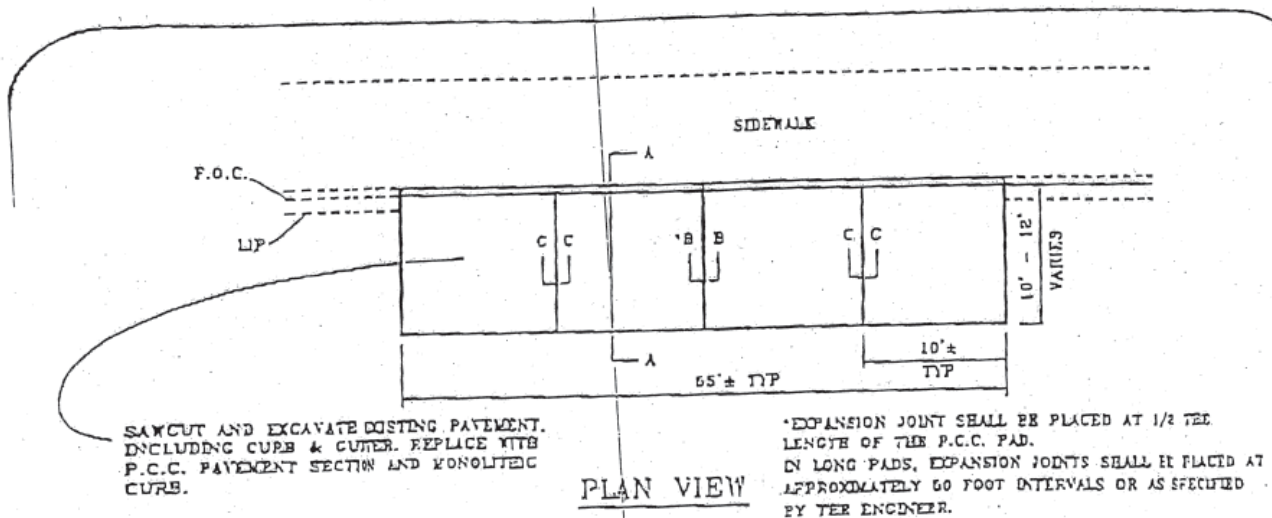 SIDEWALK
A
F.O.C.
LIP
C C
*B B
C C
10' - 12'
VARIES
10'±
TYP
A
65'± TYP
SAWCUT AND EXCAVATE EXISTING PAVEMENT,
INCLUDING CURB & GUTTER. REPLACE WITH
P.C.C. PAVEMENT SECTION AND MONOLITHIC
CURB.
*EXPANSION JOINT SHALL BE PLACED AT 1/2 THE
LENGTH OF THE P.C.C. PAD.
IN LONG PADS, EXPANSION JOINTS SHALL BE PLACED AT
APPROXIMATELY FOOT INTERVALS OR AS SPECIFIED
BY THE ENGINEER.
PLAN VIEW